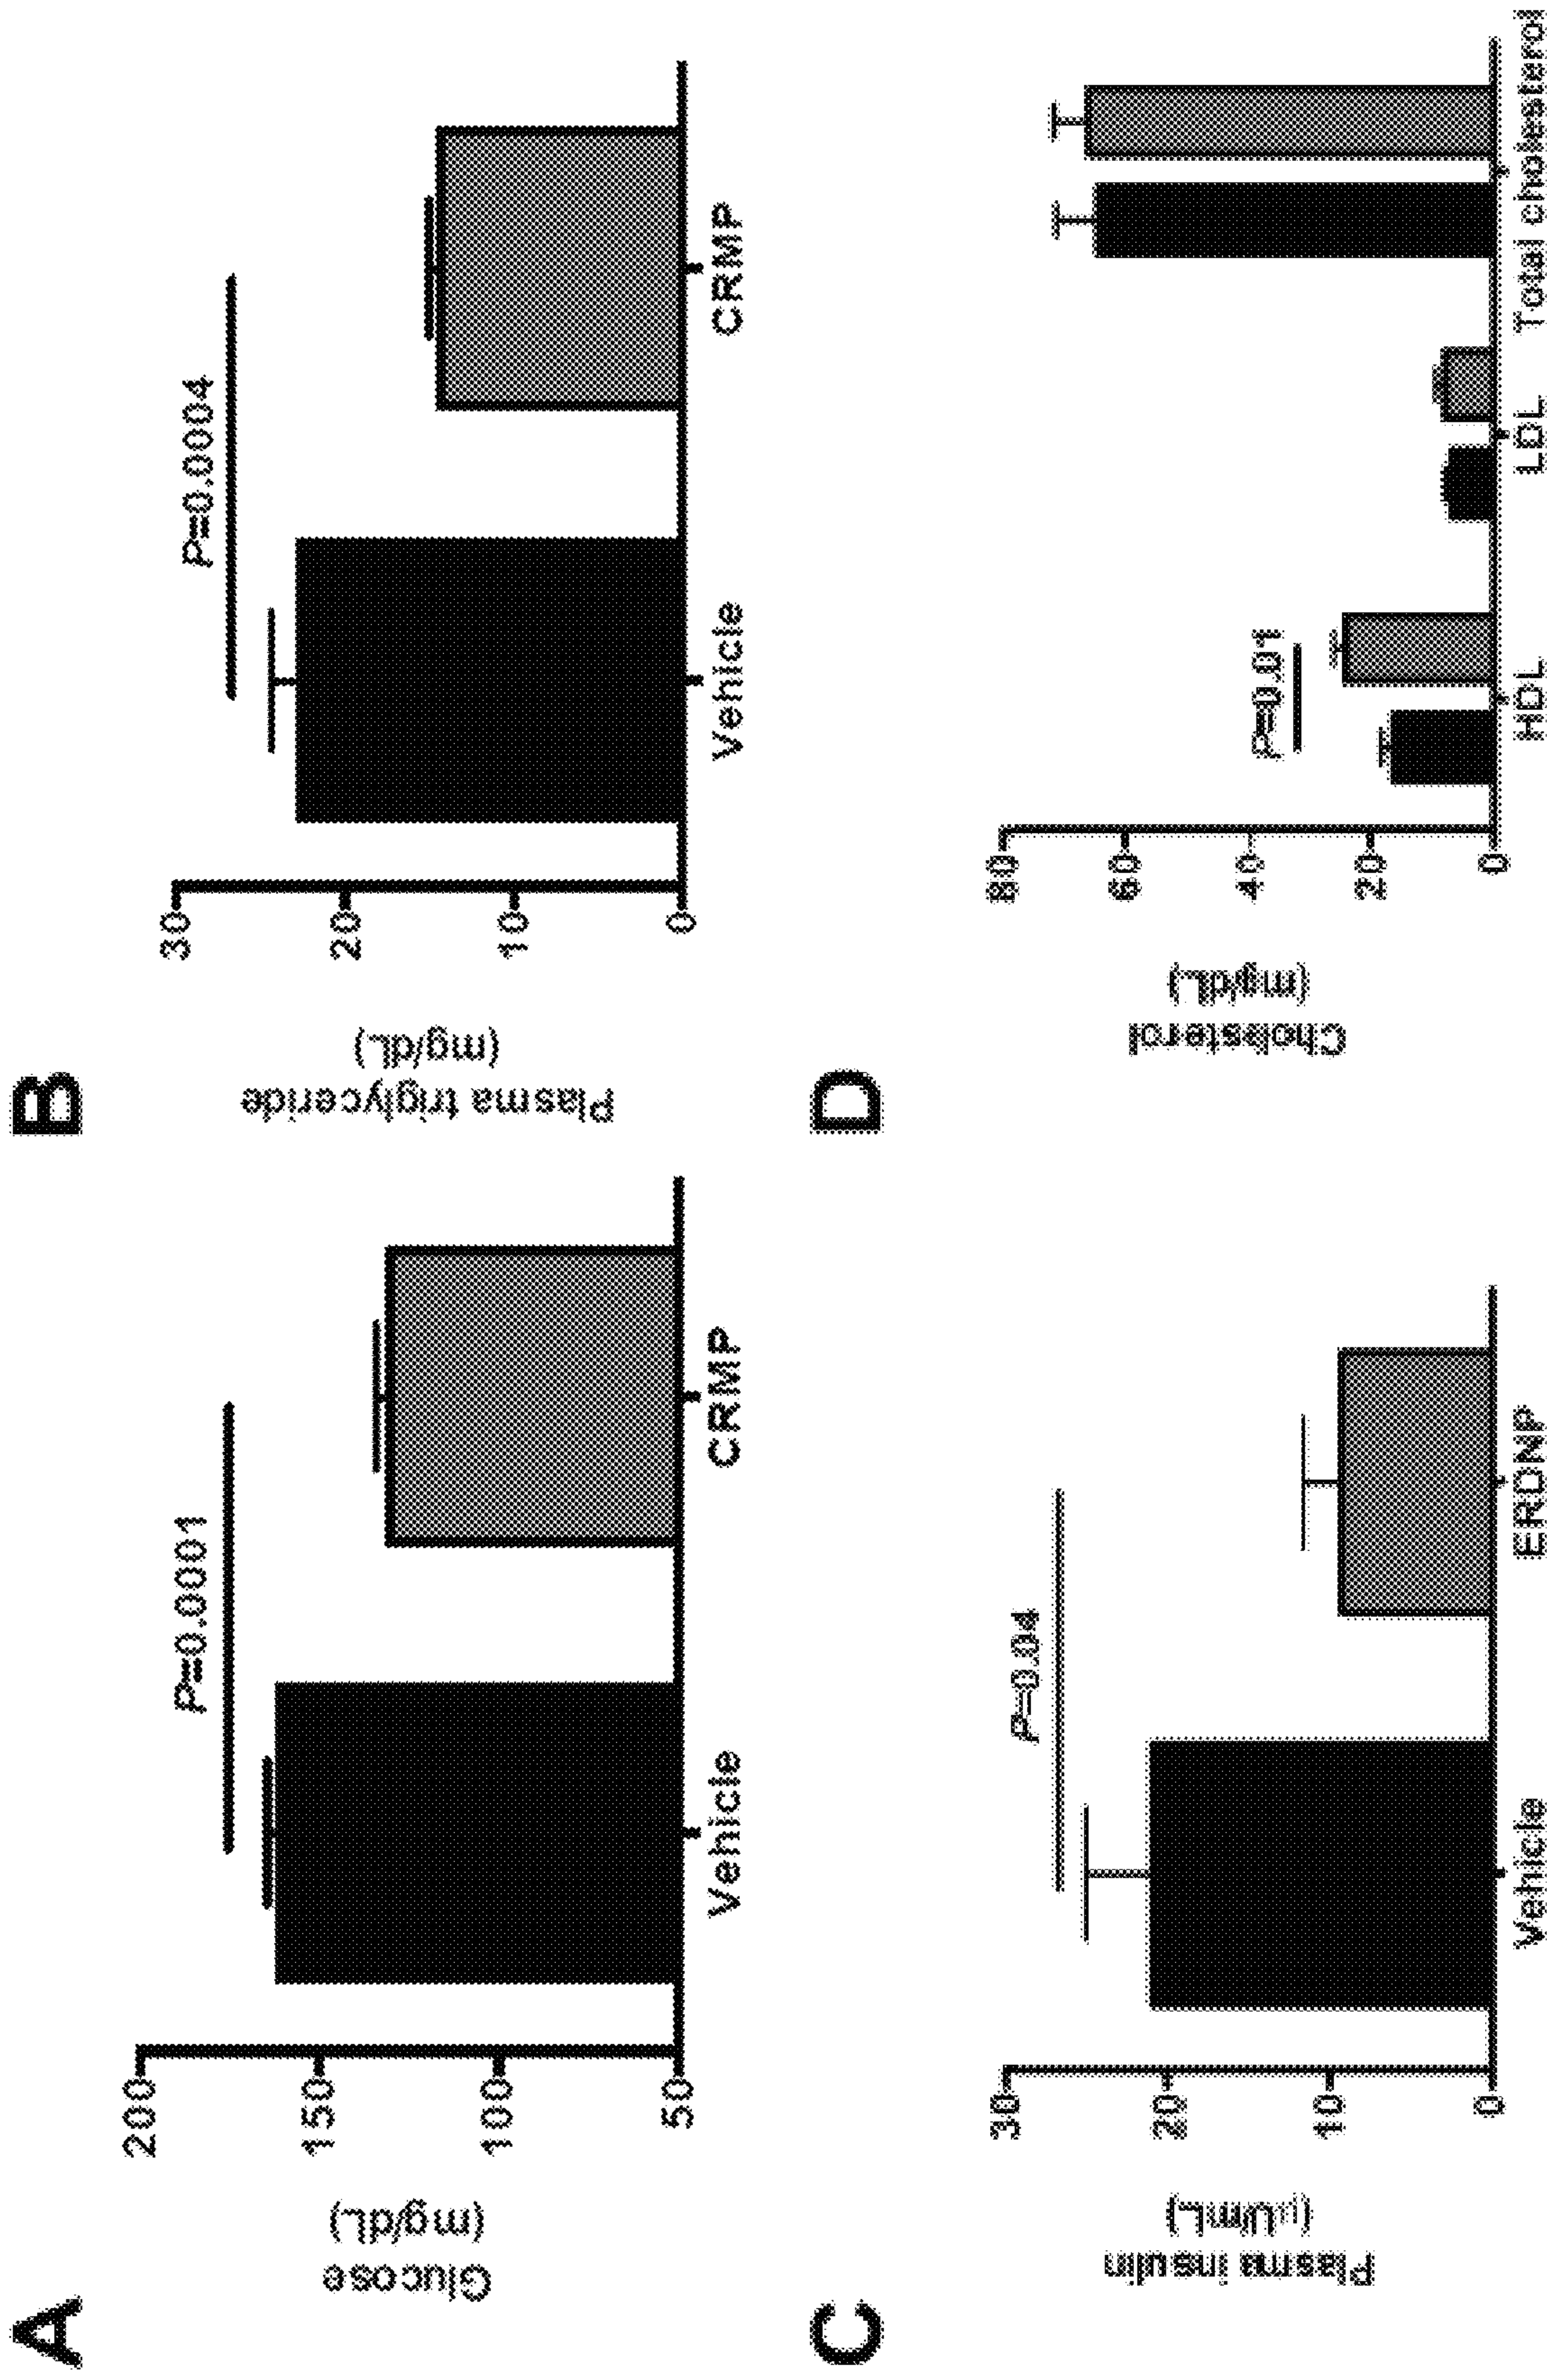 A
Glucose
(mg/dL)
200
150
100
50
P=0.0001
Vehicle
CRMP
B
Plasma triglyceride
(mg/dL)
30
20
10
0
P=0.0004
Vehicle
CRMP
C
Plasma insulin
(μU/mL)
30
20
10
0
P=0.04
Vehicle
ERDNP
D
Cholesterol
(mg/dL)
80
60
40
20
0
P=0.01
HDL
LDL
Total cholesterol